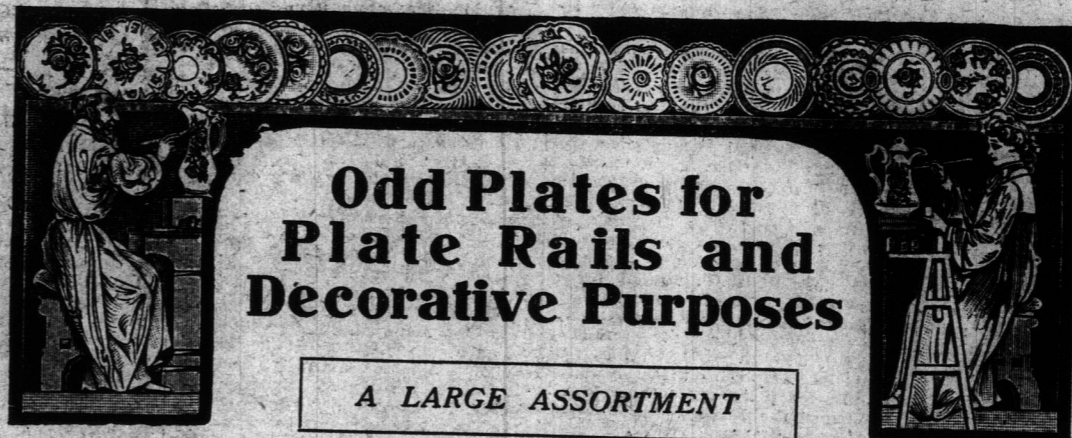 Odd Plates for
Plate Rails and
Decorative Purposes
A LARGE ASSORTMENT